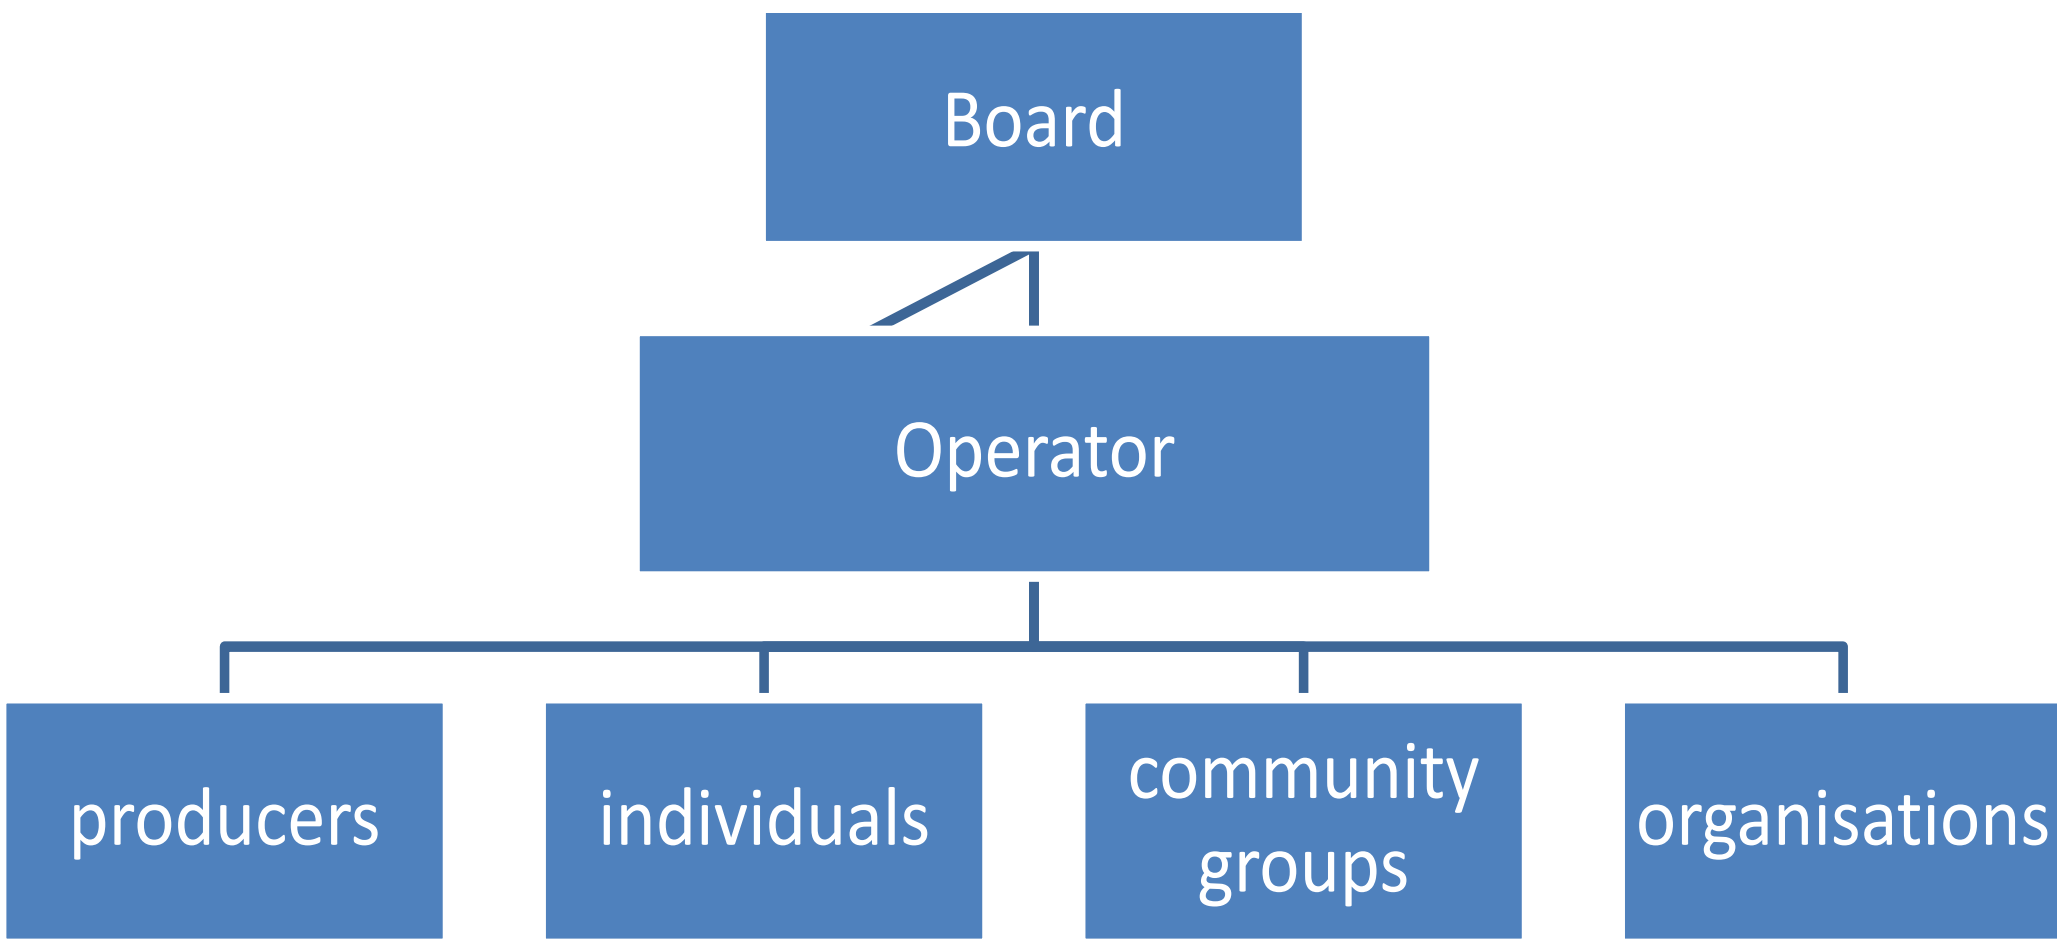 Board
Operator
producers
individuals
community
groups
organisations